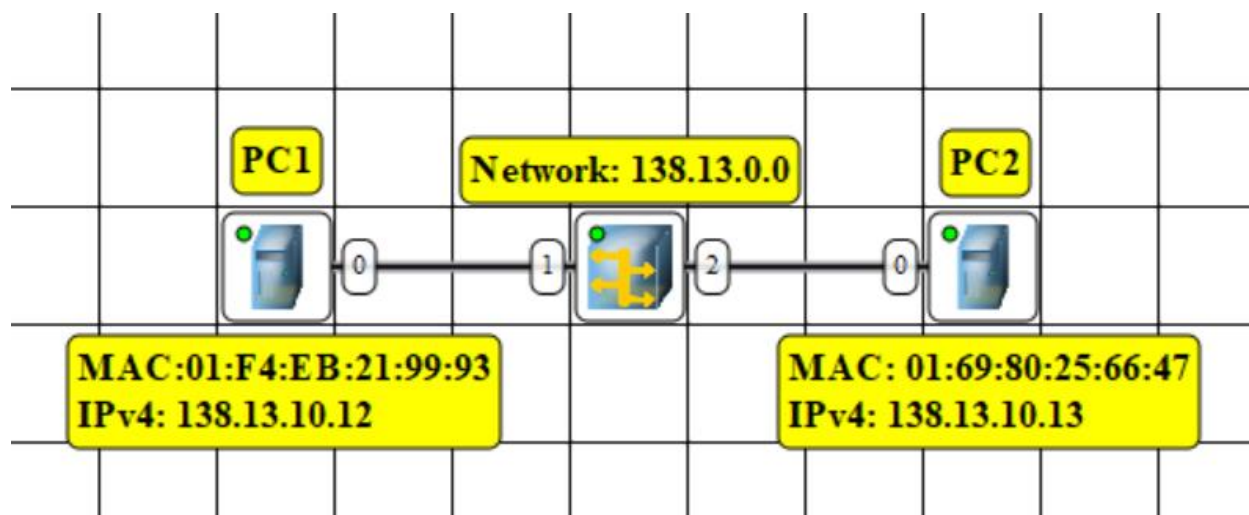 PC1
Network: 138.13.0.0
PC2
0
1
2
0
MAC:01:F4:EB:21:99:93
IPv4: 138.13.10.12
MAC: 01:69:80:25:66:47
IPv4: 138.13.10.13